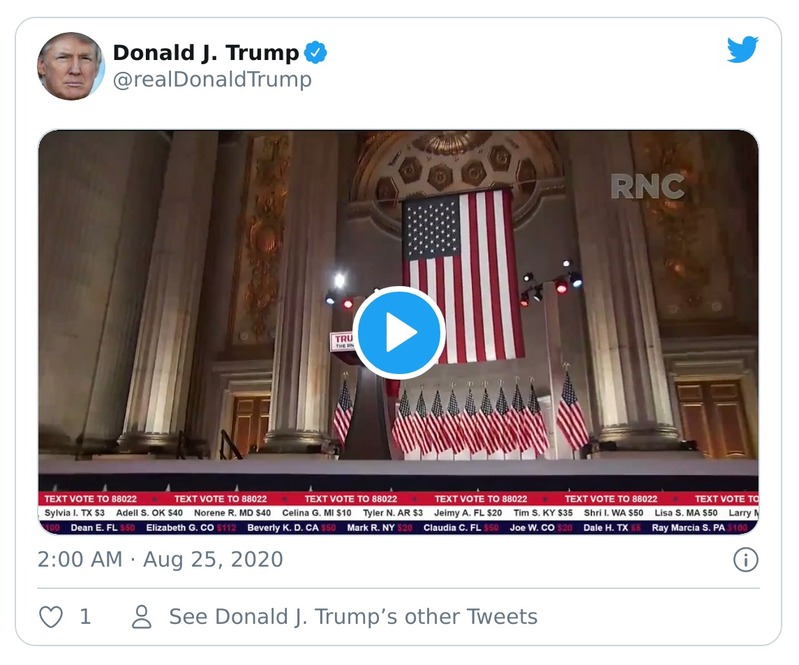 Donald J. Trump
@realDonaldTrump
RNC
TRU
TEXT VOTE TO 88022 TEXT VOTE TO 88022 TEXT VOTE TO 88022 TEXT VOTE TO 88022 TEXT VOTE TO 88022 TEXT VOTE TO
Sylvia I. TX $3 Adell S. OK $40 Norene R. MD $40 Celina G. MI $10 Tyler N. AR $3 Jeimy A. FL $20 Tim S. KY $35 Shri I. WA $50 Lisa S. MA $50 Larry
$100 Dean E. FL $50 Elizabeth G. CO $112 Beverly K. D. CA $50 Mark R. NY $20 Claudia C. FL $50 Joe W. CO $20 Dale H. TX Ray Marcia S. PA $100
2:00 AM · Aug 25, 2020
1
See Donald J. Trump’s other Tweets